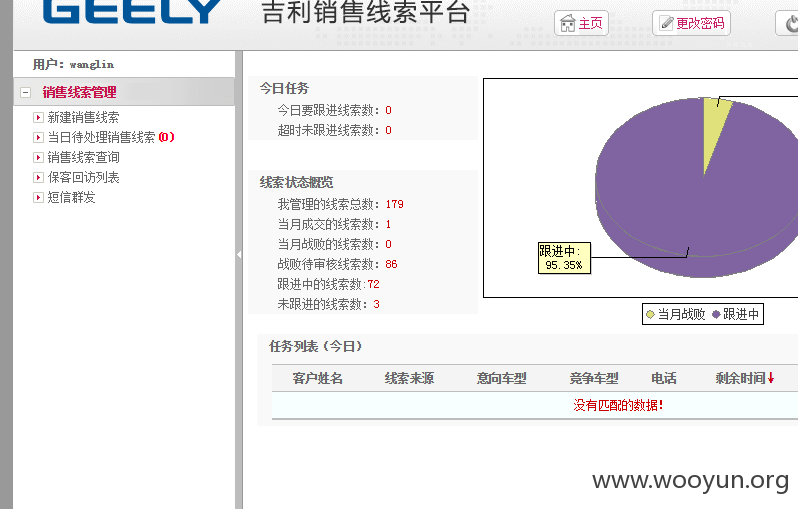 GEELY 吉利销售线索平台
主页 更改密码
用户：wanglin
销售线索管理
新建销售线索
当日待处理销售线索(0)
销售线索查询
保客回访列表
短信群发
今日任务
今日要跟进线索数：0
超时未跟进线索数：0
线索状态概览
我管理的线索总数：179
当月成交的线索数：1
当月战败的线索数：0
战败待审核线索数：86
跟进中的线索数:72
未跟进的线索数：3
跟进中:
95.35%
当月战败 跟进中
任务列表（今日）
客户姓名 线索来源 意向车型 竞争车型 电话 剩余时间
没有匹配的数据!
www.wooyun.org